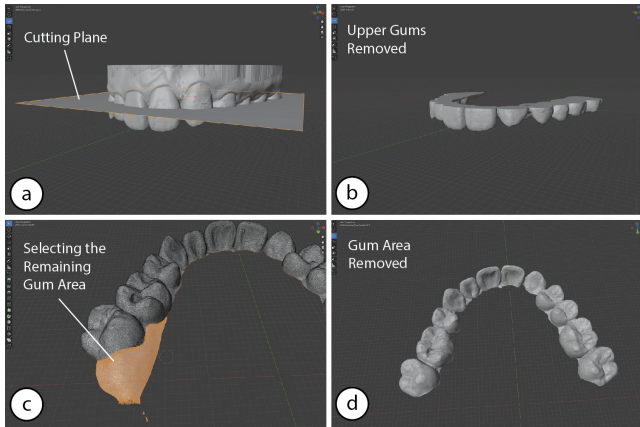 Cutting Plane
a
Upper Gums
Removed
b
Selecting the
Remaining
Gum Area
c
Gum Area
Removed
d